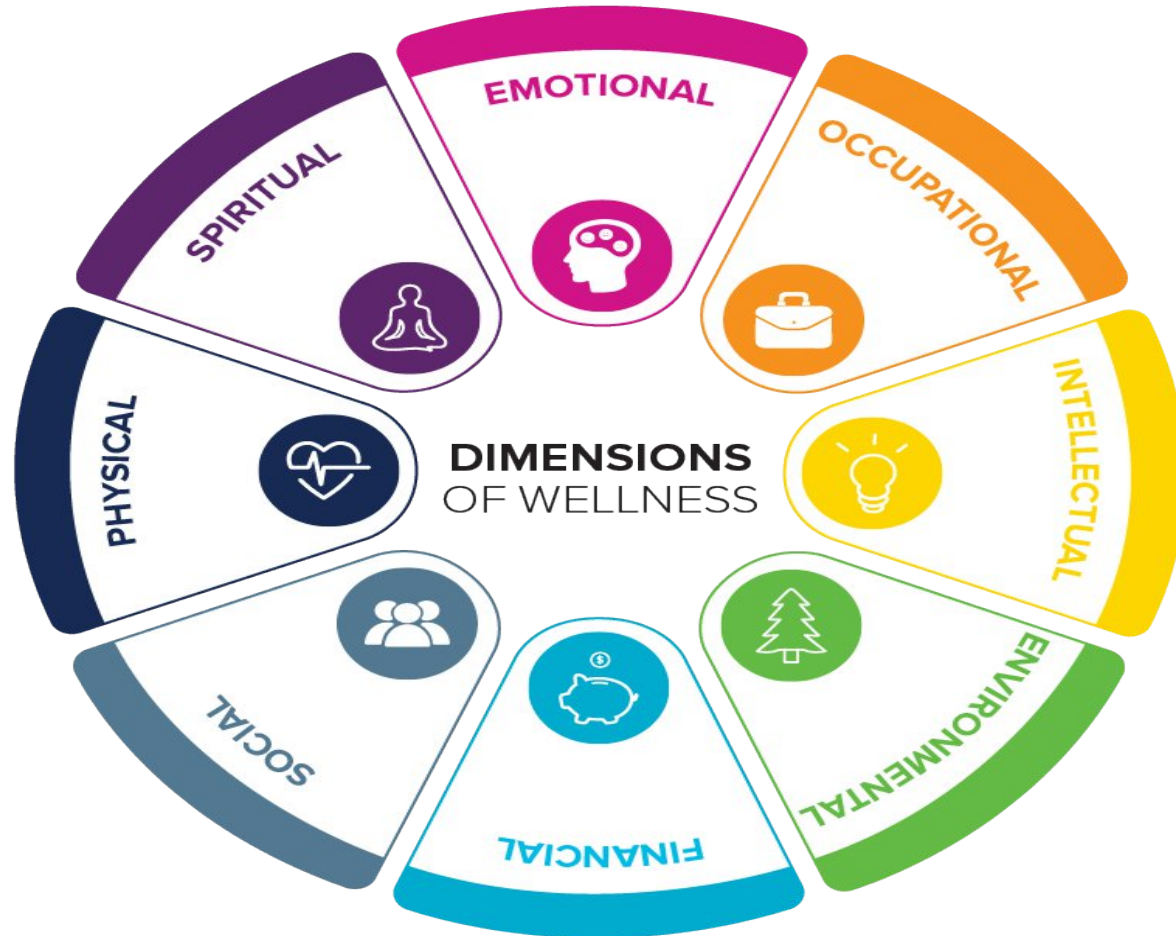 EMOTIONAL
OCCUPATIONAL
INTELLECTUAL
ENVIRONMENTAL
FINANCIAL
SOCIAL
PHYSICAL
SPIRITUAL
DIMENSIONS
OF WELLNESS
$